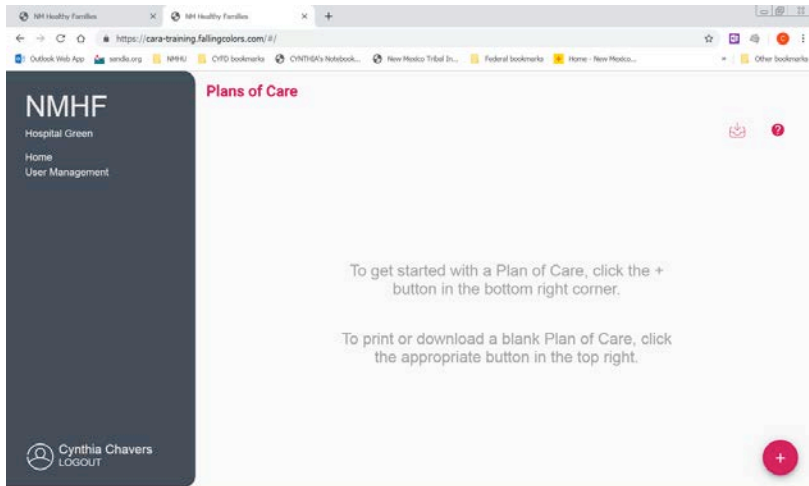 NM Healthy Families
NM Healthy Families
https://cara-training.fallingcolors.com/#/
Outlook Web App
sandia.org
NMHU
CYFD bookmarks
CYNTHIA's Notebook...
New Mexico Tribal In...
Federal bookmarks
Home - New Mexico...
Other bookmarks
NMHF
Hospital Green
Home
User Management
Plans of Care
?
To get started with a Plan of Care, click the +
button in the bottom right corner.
To print or download a blank Plan of Care, click
the appropriate button in the top right.
Cynthia Chavers
LOGOUT
+